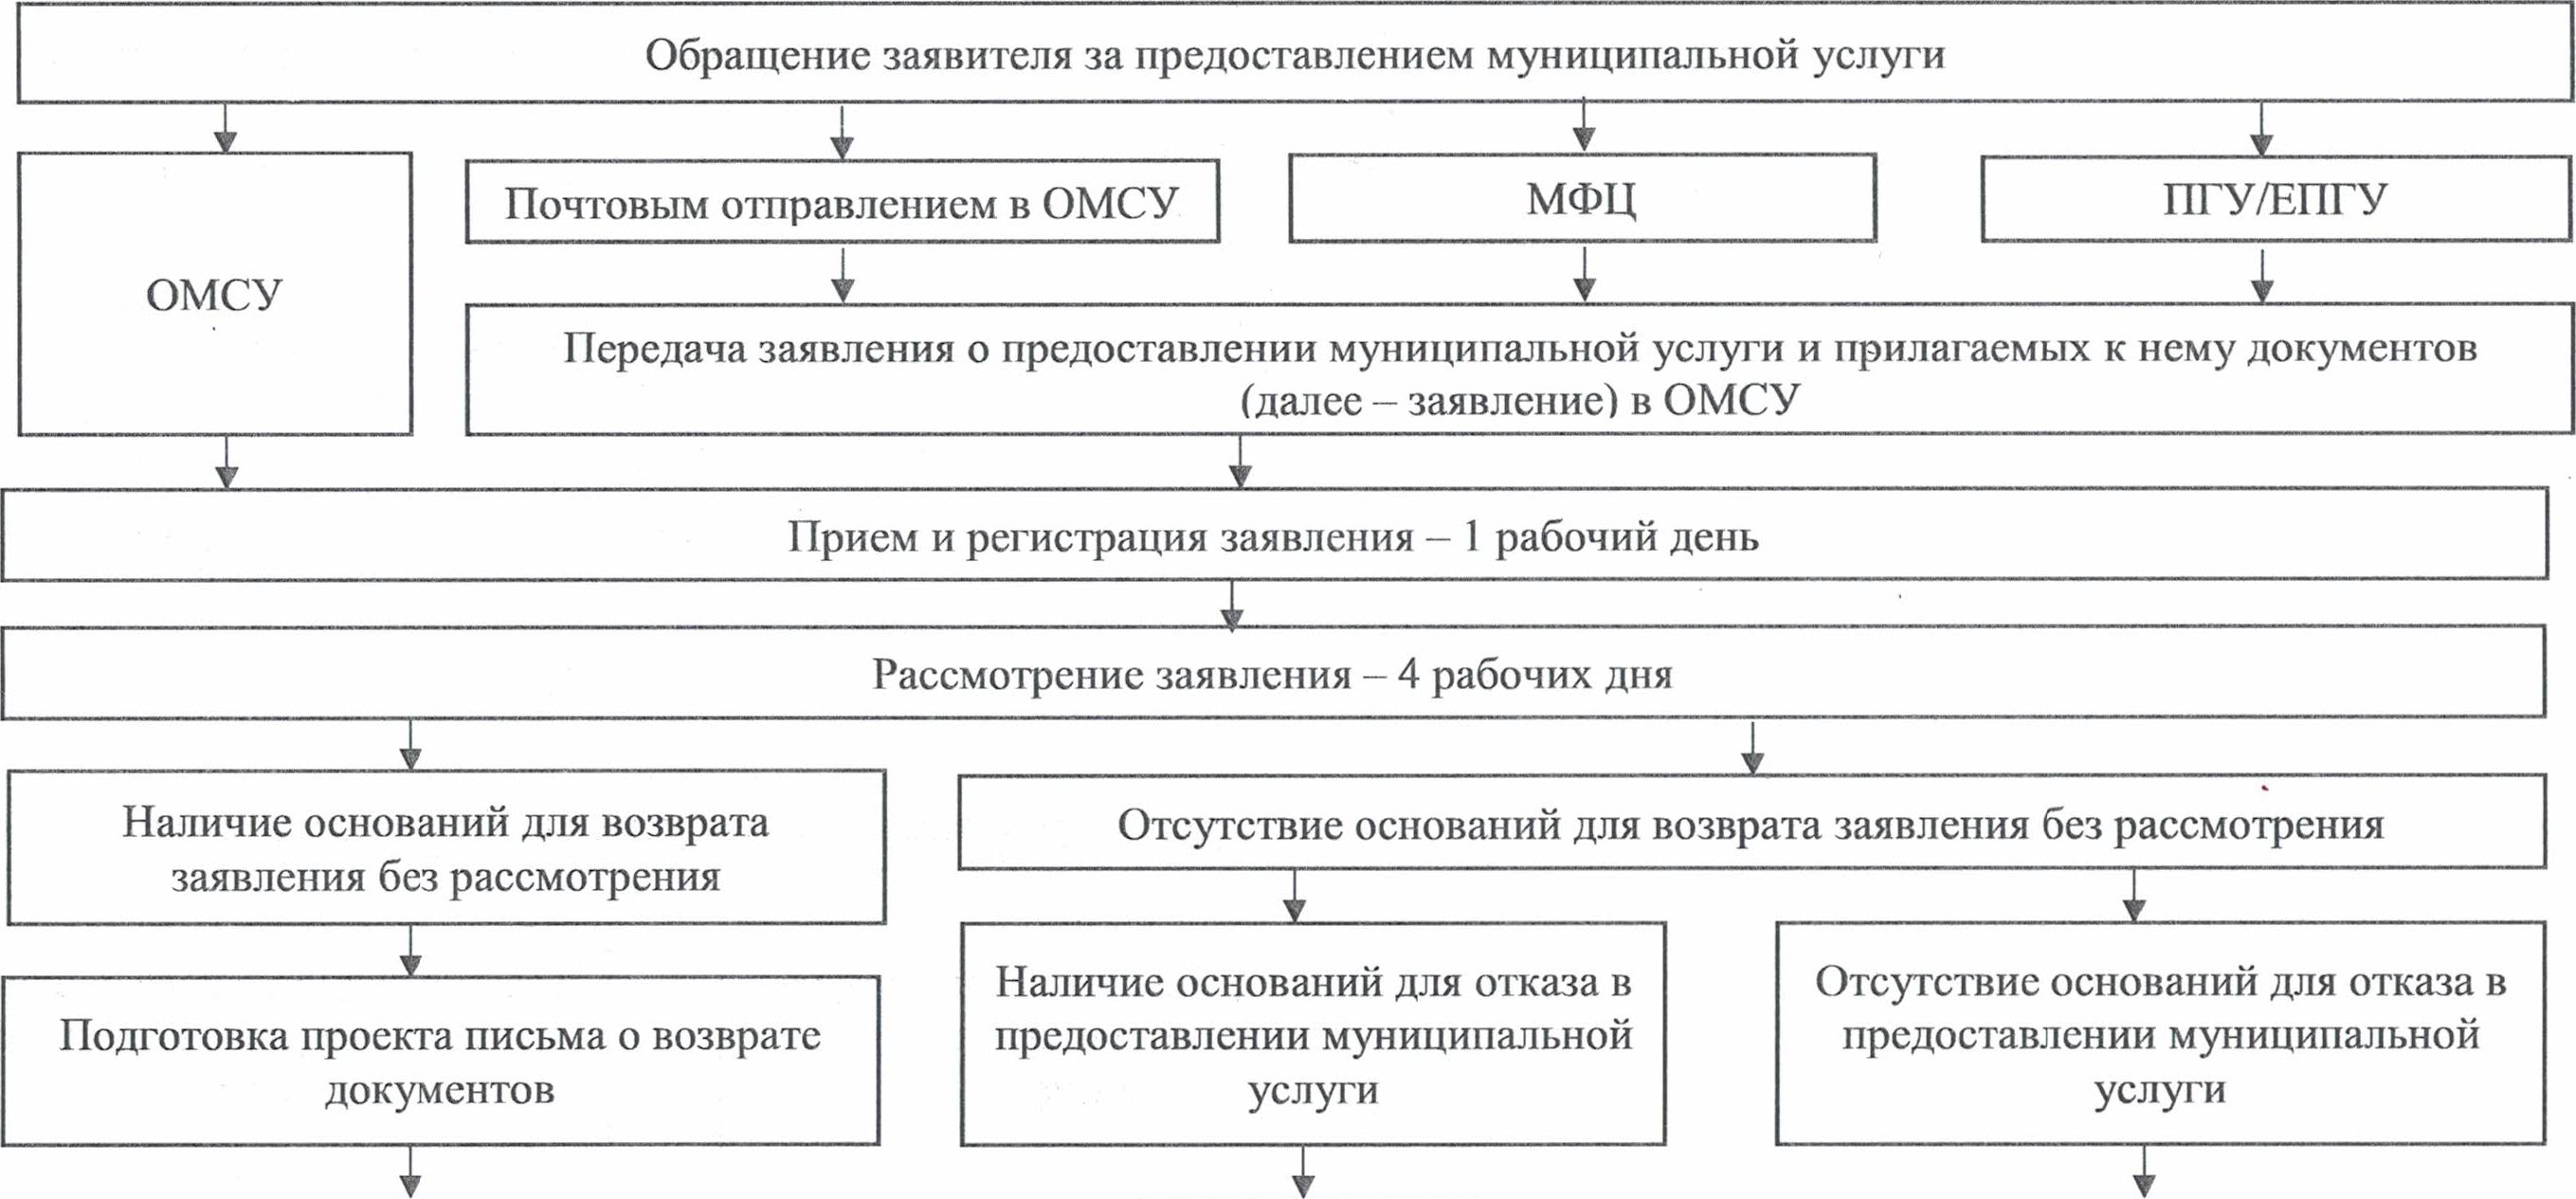 Обращение заявителя за предоставлением муниципальной услуги
ОМСУ
Почтовым отправлением в ОМСУ
МФЦ
ПГУ/ЕПГУ
Передача заявления о предоставлении муниципальной услуги и прилагаемых к нему документов
(далее – заявление) в ОМСУ
Прием и регистрация заявления – 1 рабочий день
Рассмотрение заявления – 4 рабочих дня
Наличие оснований для возврата
заявления без рассмотрения
Отсутствие оснований для возврата заявления без рассмотрения
Подготовка проекта письма о возврате
документов
Наличие оснований для отказа в
предоставлении муниципальной
услуги
Отсутствие оснований для отказа в
предоставлении муниципальной
услуги